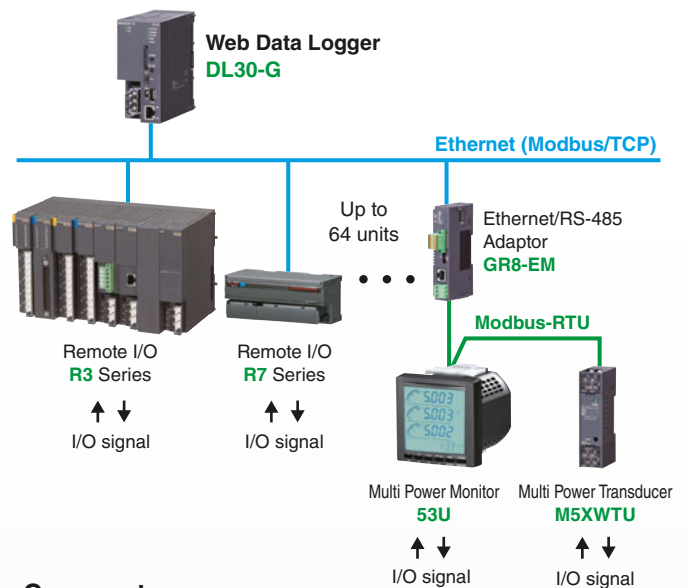 Web Data Logger
DL30-G
Ethernet (Modbus/TCP)
Up to
64 units
Ethernet/RS-485
Adaptor
GR8-EM
Modbus-RTU
Remote I/O
R3 Series
I/O signal
Remote I/O
R7 Series
I/O signal
5.003
5.003
5.002
Multi Power Monitor
53U
I/O signal
Multi Power Transducer
M5XWTU
I/O signal